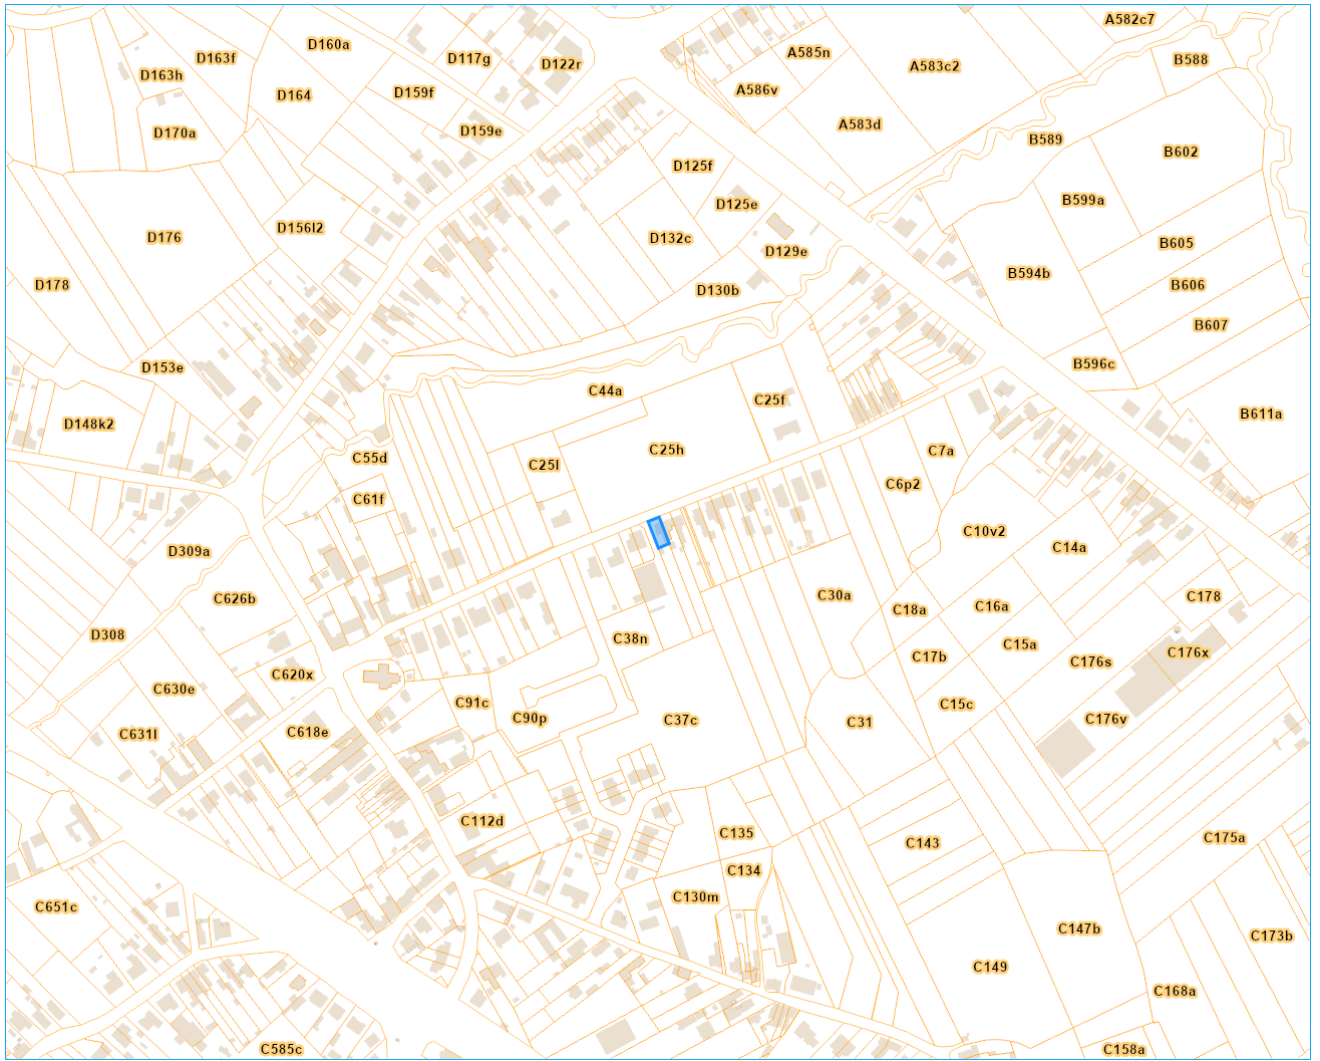 A582c7
D160a
D163f
D117g
A585n
B588
D122r
A583c2
D163h
D159f
A586v
D164
A583d
D170a
D159e
B589
B602
D125f
B599a
D125e
D156l2
D176
D132c
B605
D129e
B594b
D178
B606
D130b
B607
B596c
D153e
C44a
C25f
B611a
D148k2
C25h
C7a
C55d
C25l
C6p2
C61f
C10v2
C14a
D309a
C30a
C178
C626b
C16a
C18a
D308
C38n
C15a
C176x
C17b
C176s
C620x
C630e
C91c
C15c
C90p
C37c
C31
C176v
C631l
C618e
C112d
C135
C175a
C143
C134
C130m
C651c
C147b
C173b
C149
C168a
C585c
C158a